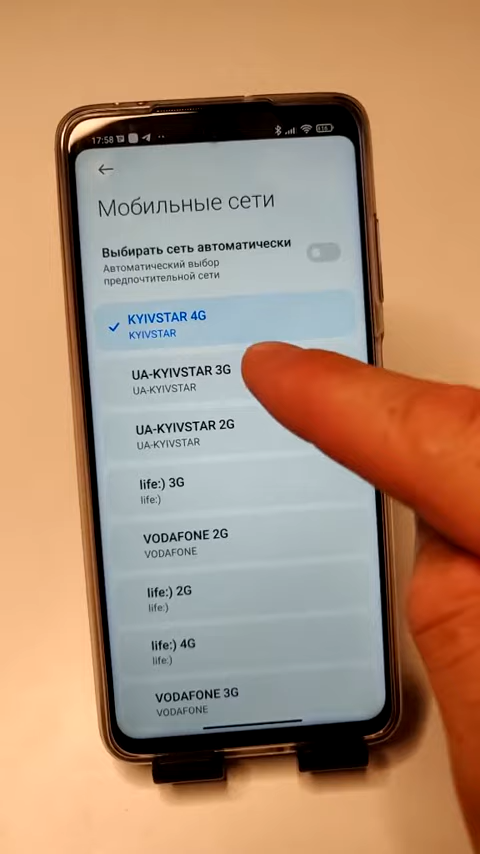 17:58
Мобильные сети
Выбирать сеть автоматически
Автоматический выбор
предпочтительной сети
KYIVSTAR 4G
KYIVSTAR
UA-KYIVSTAR 3G
UA-KYIVSTAR
UA-KYIVSTAR 2G
UA-KYIVSTAR
life:) 3G
life:)
VODAFONE 2G
VODAFONE
life:) 2G
life:)
life:) 4G
life:)
VODAFONE 3G
VODAFONE